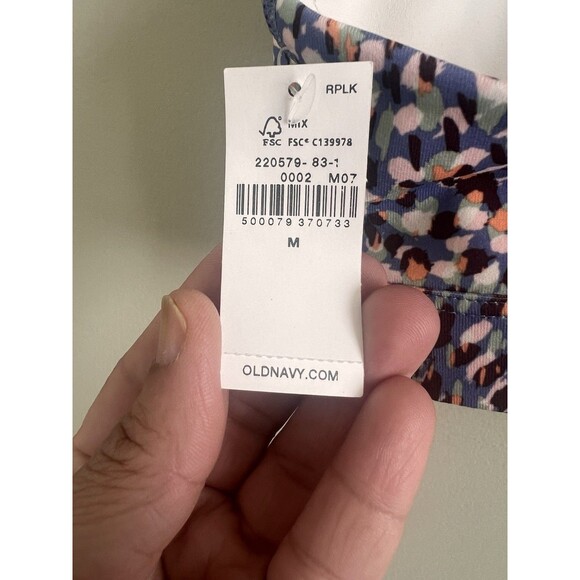 RPLK
MIX
FSC FSC® C139978
220579- 83-1
0002 M07
500079 370733
M
OLDNAVY.COM